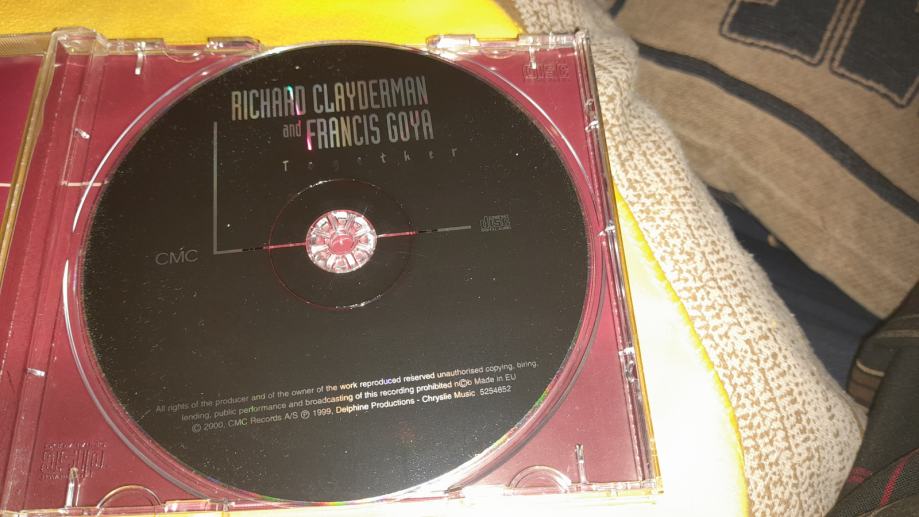 RICHARD CLAYDERMAN
and FRANCIS GOYA
Together
CMC
disc
All rights of the producer and of the owner of the work reproduced reserved unauthorised copying, biring,
lending, public performance and broadcasting of this recording prohibited n©b Made in EU
© 2000, CMC Records A/S ℗ 1999, Delphine Productions - Chryslie Music 5254652